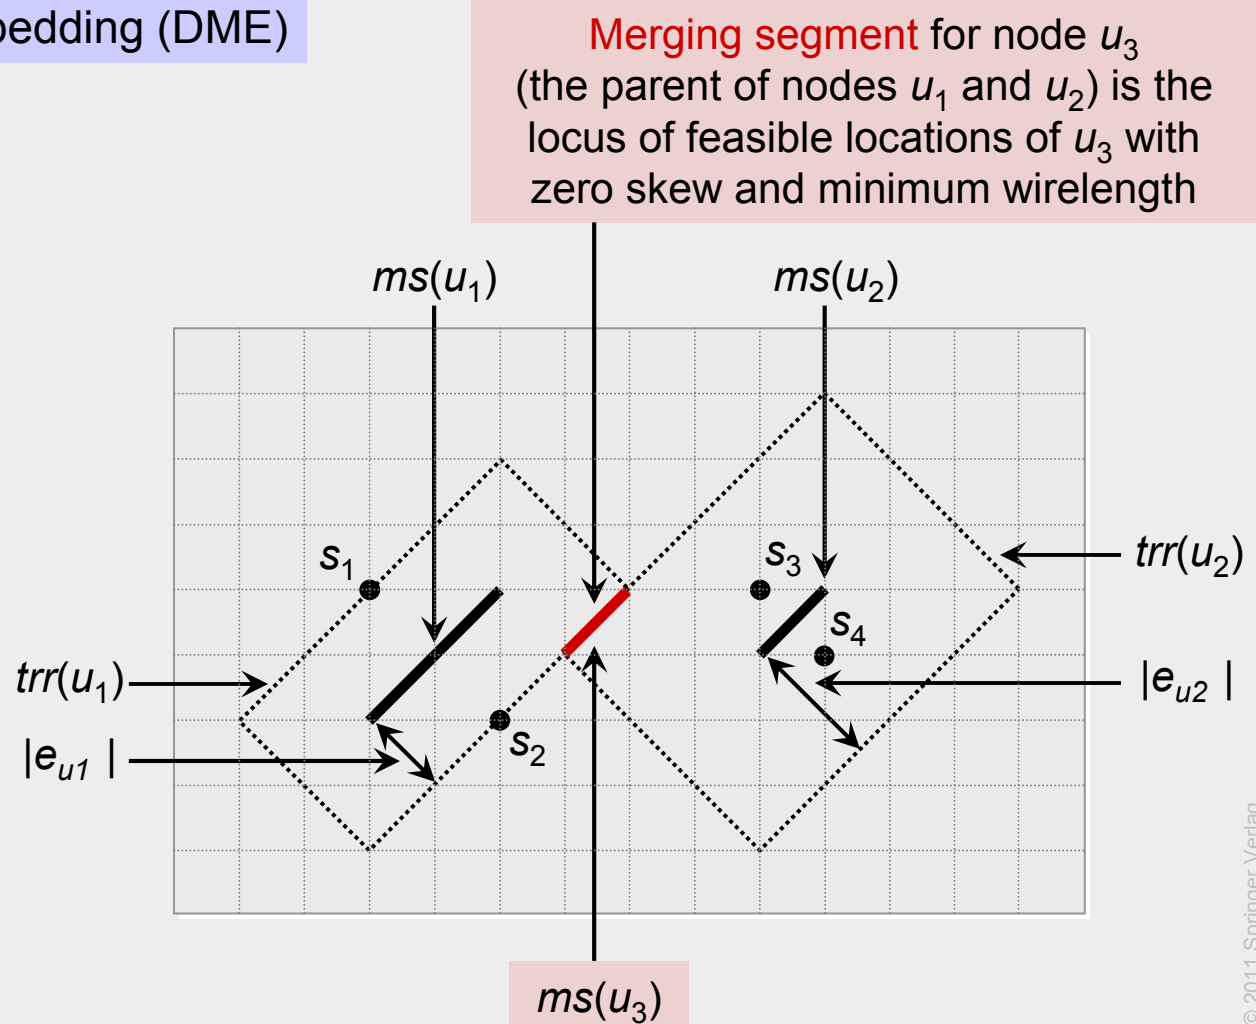 bedding (DME)
Merging segment for node u3
(the parent of nodes u1 and u2) is the
locus of feasible locations of u3 with
zero skew and minimum wirelength
ms(u1)
ms(u2)
s1
s3
trr(u2)
s4
trr(u1)
|eu2 |
s2
|eu1 |
ms(u3)
© 2011 Springer Verlag